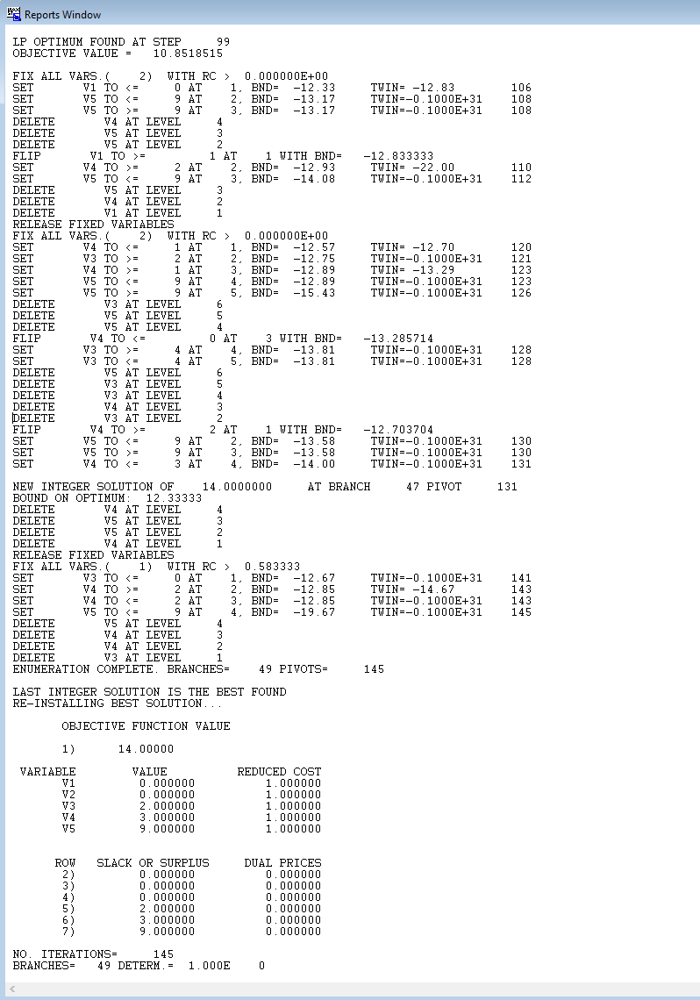 Reports Window
LP OPTIMUM FOUND AT STEP     99
OBJECTIVE VALUE =   10.8518515
FIX ALL VARS.(    2)  WITH RC >  0.000000E+00
SET       V1 TO <=     0 AT    1, BND=  -12.33     TWIN= -12.83        106
SET       V5 TO <=     9 AT    2, BND=  -13.17     TWIN=-0.1000E+31    108
SET       V5 TO >=     9 AT    3, BND=  -13.17     TWIN=-0.1000E+31    108
DELETE       V4 AT LEVEL     4
DELETE       V5 AT LEVEL     3
DELETE       V5 AT LEVEL     2
FLIP       V1 TO >=         1 AT    1 WITH BND=   -12.833333
SET       V4 TO >=     2 AT    2, BND=  -12.93     TWIN= -22.00        110
SET       V5 TO <=     9 AT    3, BND=  -14.08     TWIN=-0.1000E+31    112
DELETE       V5 AT LEVEL     3
DELETE       V4 AT LEVEL     2
DELETE       V1 AT LEVEL     1
RELEASE FIXED VARIABLES
FIX ALL VARS.(    2)  WITH RC >  0.000000E+00
SET       V4 TO <=     1 AT    1, BND=  -12.57     TWIN= -12.70        120
SET       V3 TO >=     2 AT    2, BND=  -12.75     TWIN=-0.1000E+31    121
SET       V4 TO >=     1 AT    3, BND=  -12.89     TWIN= -13.29        123
SET       V5 TO <=     9 AT    4, BND=  -12.89     TWIN=-0.1000E+31    123
SET       V5 TO >=     9 AT    5, BND=  -15.43     TWIN=-0.1000E+31    126
DELETE       V3 AT LEVEL     6
DELETE       V5 AT LEVEL     5
DELETE       V5 AT LEVEL     4
FLIP       V4 TO <=         0 AT    3 WITH BND=   -13.285714
SET       V3 TO >=     4 AT    4, BND=  -13.81     TWIN=-0.1000E+31    128
SET       V3 TO <=     4 AT    5, BND=  -13.81     TWIN=-0.1000E+31    128
DELETE       V5 AT LEVEL     6
DELETE       V3 AT LEVEL     5
DELETE       V3 AT LEVEL     4
DELETE       V4 AT LEVEL     3
DELETE       V3 AT LEVEL     2
FLIP       V4 TO >=         2 AT    1 WITH BND=   -12.703704
SET       V5 TO <=     9 AT    2, BND=  -13.58     TWIN=-0.1000E+31    130
SET       V5 TO >=     9 AT    3, BND=  -13.58     TWIN=-0.1000E+31    130
SET       V4 TO <=     3 AT    4, BND=  -14.00     TWIN=-0.1000E+31    131
NEW INTEGER SOLUTION OF    14.0000000     AT BRANCH     47 PIVOT     131
BOUND ON OPTIMUM:  12.33333
DELETE       V4 AT LEVEL     4
DELETE       V5 AT LEVEL     3
DELETE       V5 AT LEVEL     2
DELETE       V4 AT LEVEL     1
RELEASE FIXED VARIABLES
FIX ALL VARS.(    1)  WITH RC >  0.583333
SET       V3 TO <=     0 AT    1, BND=  -12.67     TWIN=-0.1000E+31    141
SET       V4 TO >=     2 AT    2, BND=  -12.85     TWIN= -14.67        143
SET       V4 TO <=     2 AT    3, BND=  -12.85     TWIN=-0.1000E+31    143
SET       V5 TO <=     9 AT    4, BND=  -19.67     TWIN=-0.1000E+31    145
DELETE       V5 AT LEVEL     4
DELETE       V4 AT LEVEL     3
DELETE       V4 AT LEVEL     2
DELETE       V3 AT LEVEL     1
ENUMERATION COMPLETE. BRANCHES=    49 PIVOTS=     145
LAST INTEGER SOLUTION IS THE BEST FOUND
RE-INSTALLING BEST SOLUTION...
OBJECTIVE FUNCTION VALUE
1)      14.00000
VARIABLE        VALUE          REDUCED COST
V1         0.000000          1.000000
V2         0.000000          1.000000
V3         2.000000          1.000000
V4         3.000000          1.000000
V5         9.000000          1.000000
ROW   SLACK OR SURPLUS     DUAL PRICES
2)         0.000000          0.000000
3)         0.000000          0.000000
4)         0.000000          0.000000
5)         2.000000          0.000000
6)         3.000000          0.000000
7)         9.000000          0.000000
NO. ITERATIONS=     145
BRANCHES=   49 DETERM.=  1.000E    0